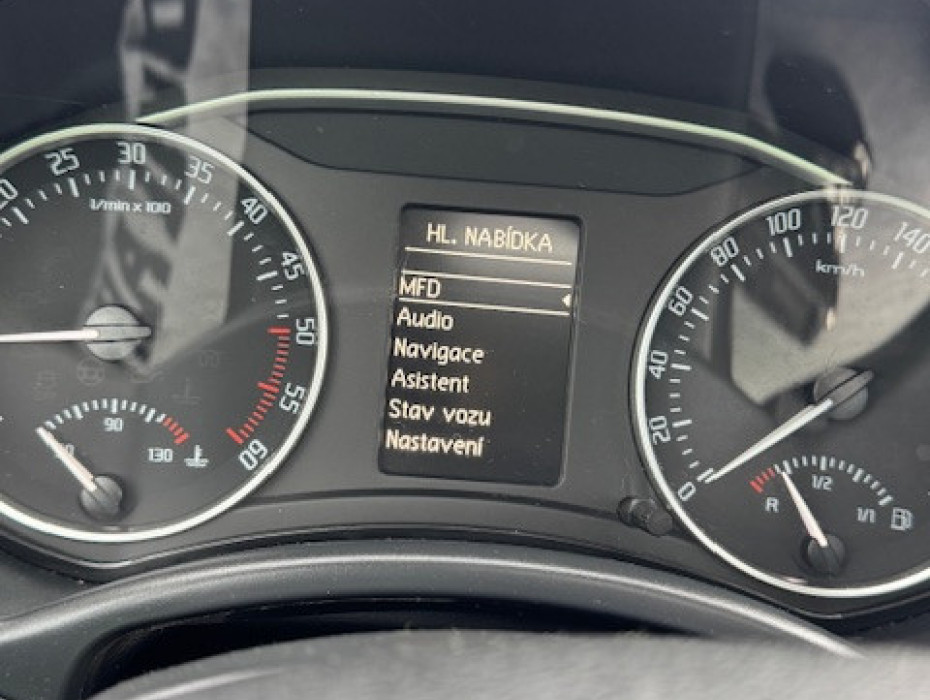 20
25
30
35
40
45
50
55
60
1/min x 100
90
130
HL. NABÍDKA
MFD
Audio
Navigace
Asistent
Stav vozu
Nastavení
0
20
40
60
80
100
120
140
km/h
R
1/2
1/1